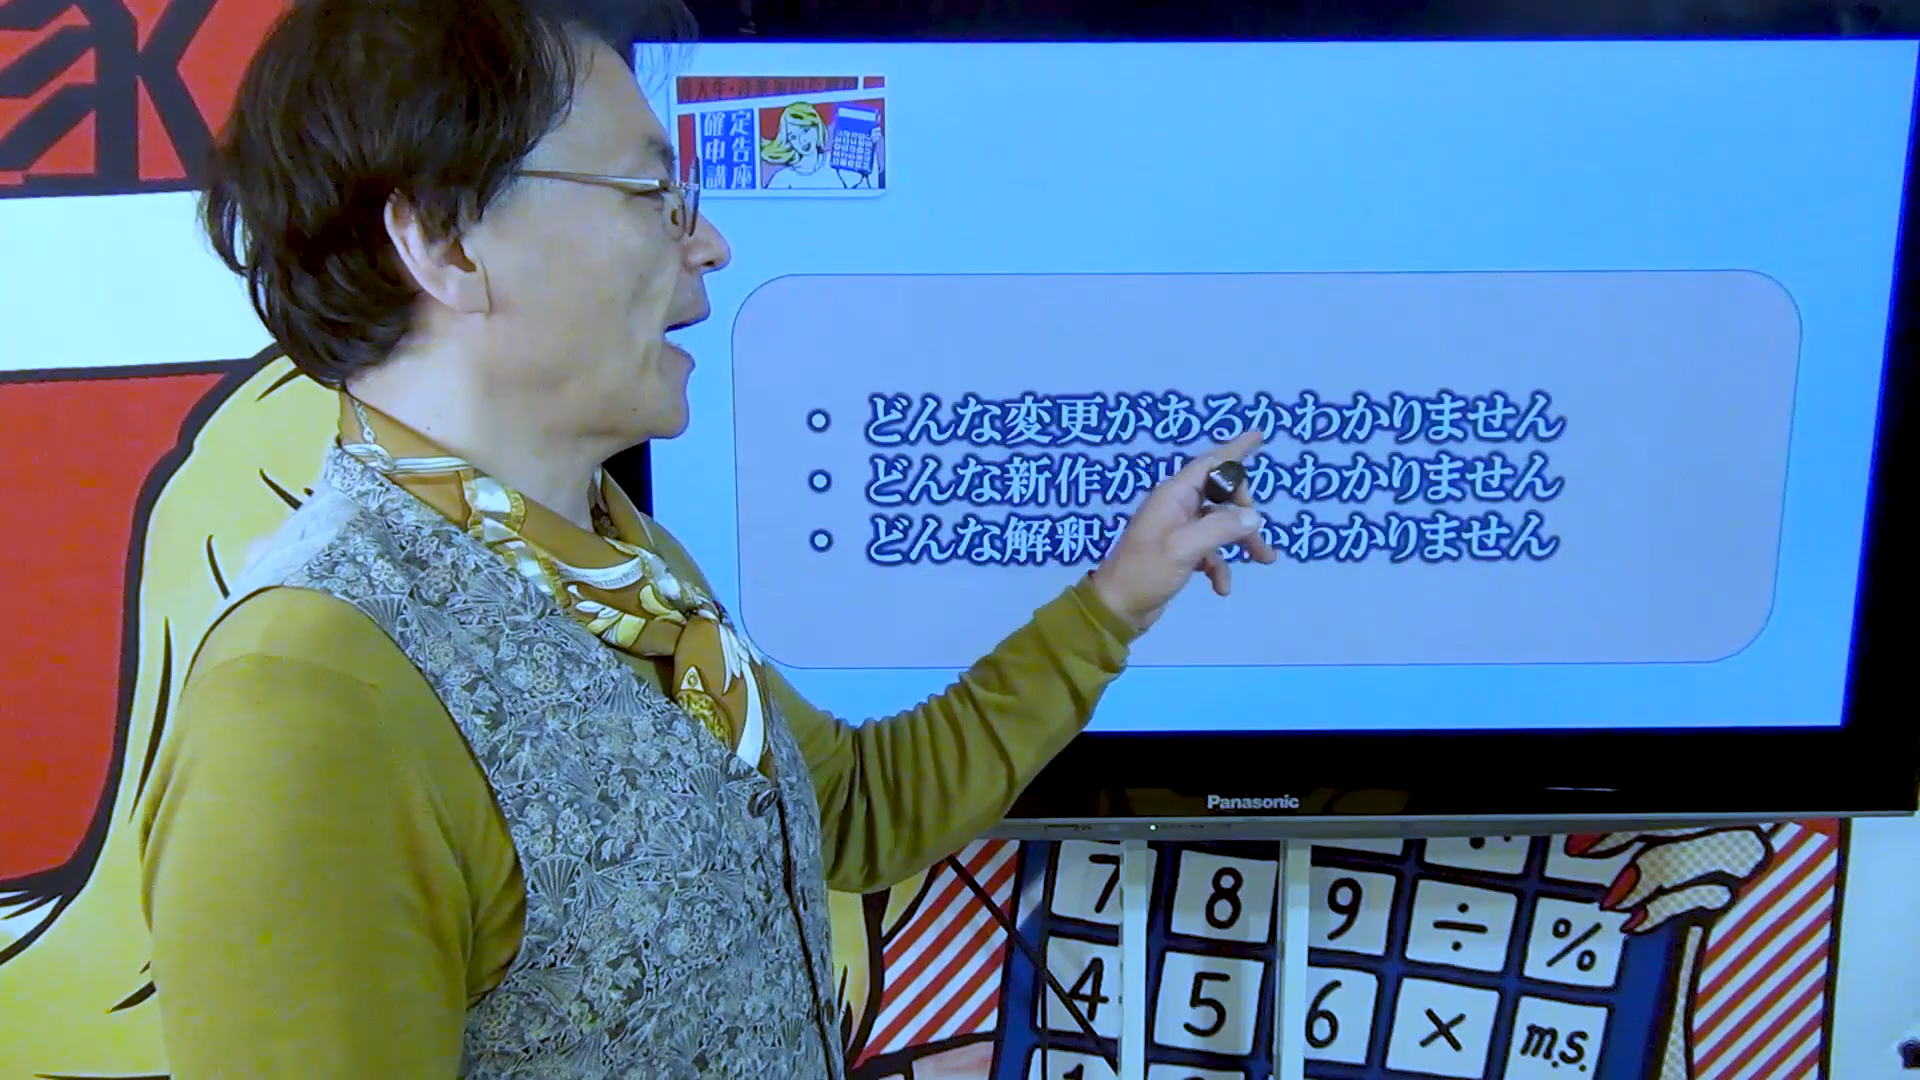 確定
申告
講座
• どんな変更があるかわかりません
• どんな新作が かわかりません
• どんな解釈 かわかりません
Panasonic
7 8 9 ÷ %
4 5 6 × m.s.